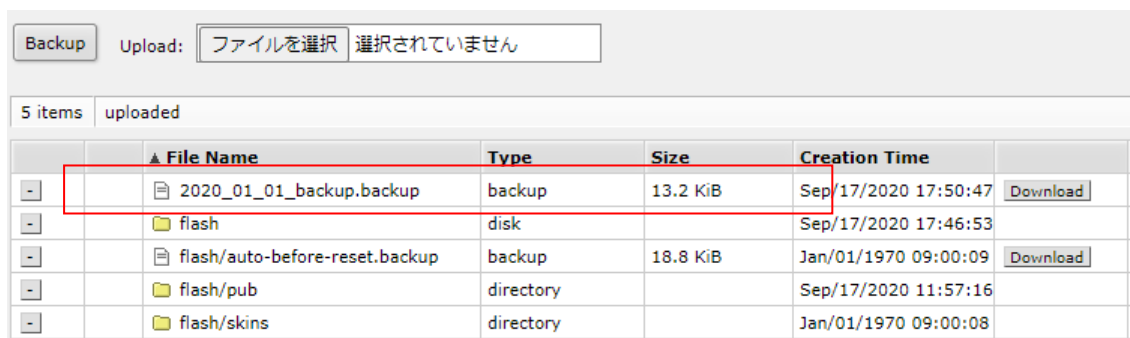 Backup Upload: ファイルを選択 選択されていません
5 items uploaded
▲ File Name Type Size Creation Time
- 2020_01_01_backup.backup backup 13.2 KiB Sep/17/2020 17:50:47 Download
- flash disk Sep/17/2020 17:46:53
- flash/auto-before-reset.backup backup 18.8 KiB Jan/01/1970 09:00:09 Download
- flash/pub directory Sep/17/2020 11:57:16
- flash/skins directory Jan/01/1970 09:00:08